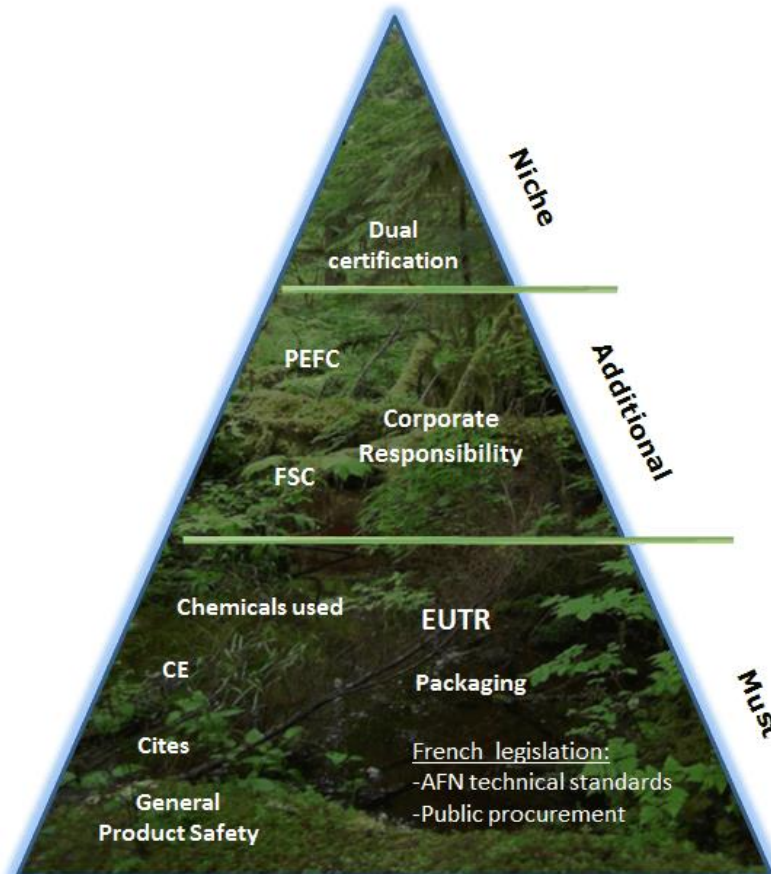 Niche
Dual
certification
Additional
PEFC
Corporate
Responsibility
FSC
Must
Chemicals used
EUTR
CE
Packaging
Cites
French legislation:
-AFN technical standards
-Public procurement
General
Product Safety